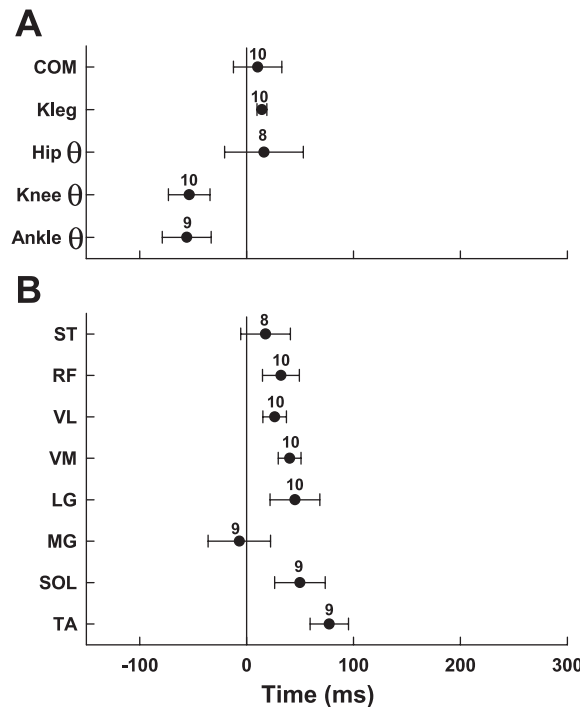 A
COM 10
Kleg 10
Hip θ 8
Knee θ 10
Ankle θ 9
B
ST 8
RF 10
VL 10
VM 10
LG 10
MG 9
SOL 9
TA 9
-100 0 100 200 300
Time (ms)